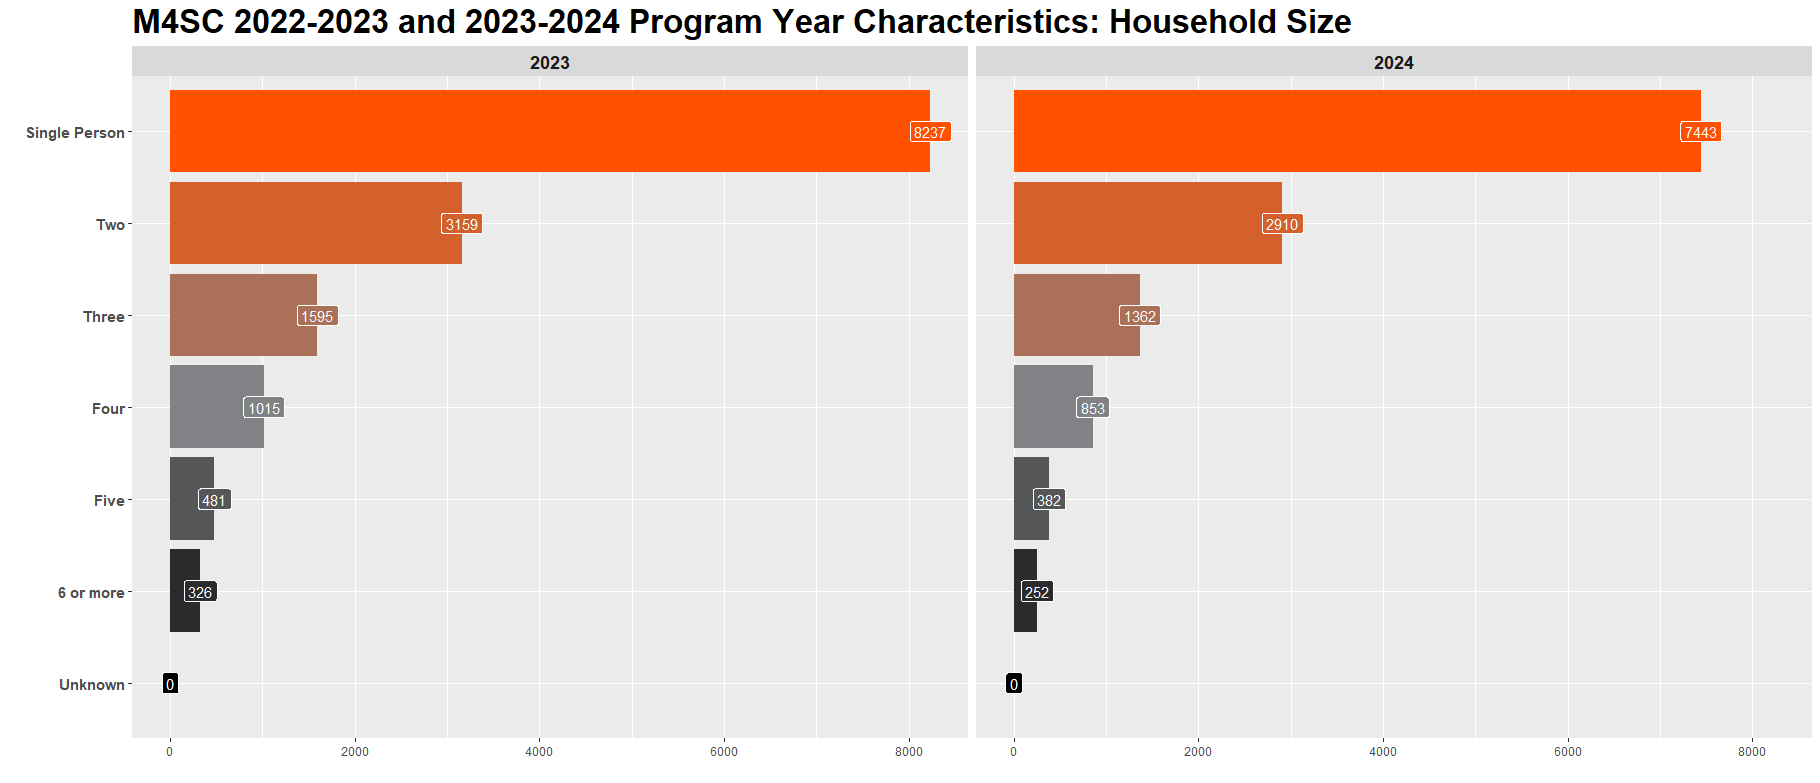 M4SC 2022-2023 and 2023-2024 Program Year Characteristics: Household Size
2023
2024
Single Person
8237
7443
Two
3159
2910
Three
1595
1362
Four
1015
853
Five
481
382
6 or more
326
252
Unknown
0
0
0 2000 4000 6000 8000
0 2000 4000 6000 8000